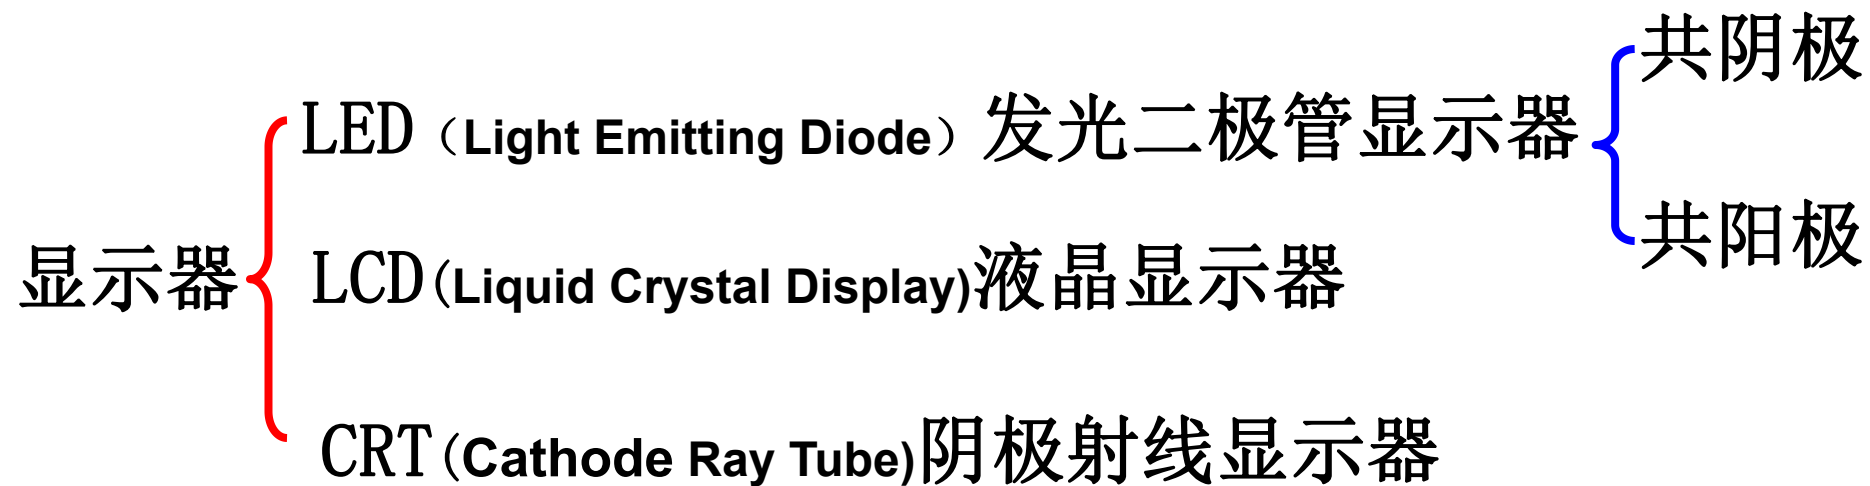 共阴极
LED（Light Emitting Diode）发光二极管显示器
共阳极
显示器
LCD(Liquid Crystal Display)液晶显示器
CRT(Cathode Ray Tube)阴极射线显示器